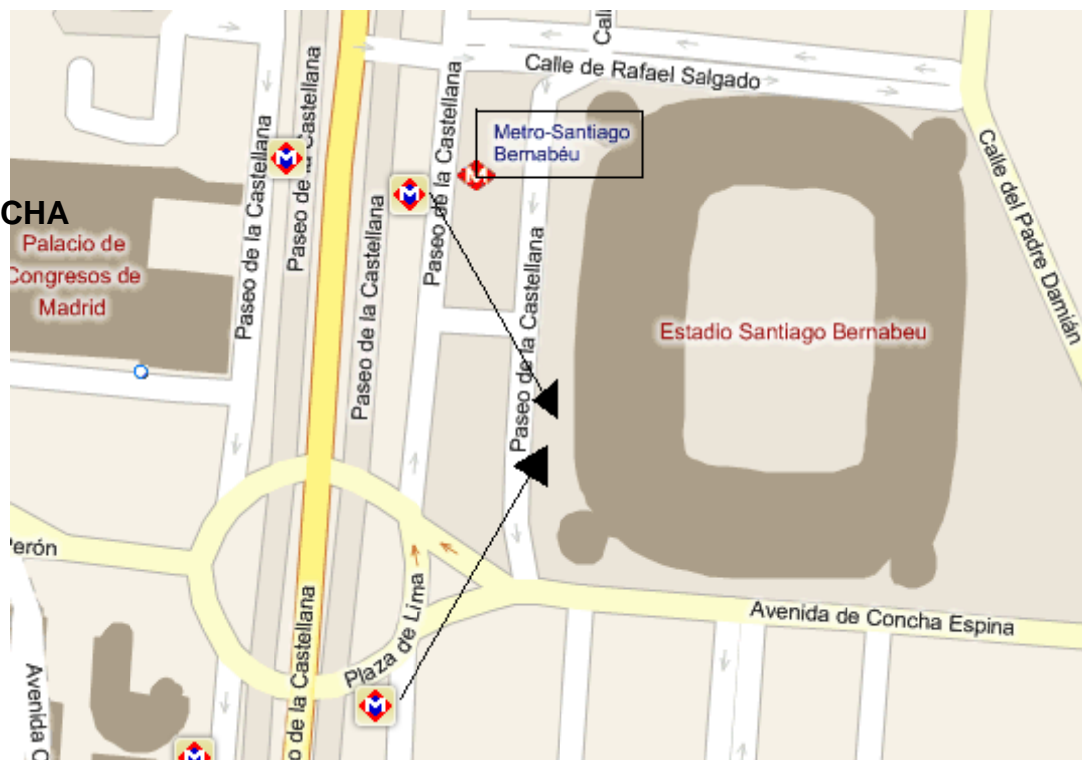 Calle de Rafael Salgado
Call
Metro-Santiago
Bernabéu
Paseo de la Castellana
Paseo de la Castellana
Paseo de la Castellana
Paseo de la Castellana
Paseo de la Castellana
Paseo de la Castellana
Calle del Padre Damián
CHA
Palacio de
Congresos de
Madrid
Estadio Santiago Bernabeu
Perón
Avenida de Concha Espina
Plaza de Lima
o de la Castellana
Avenida C